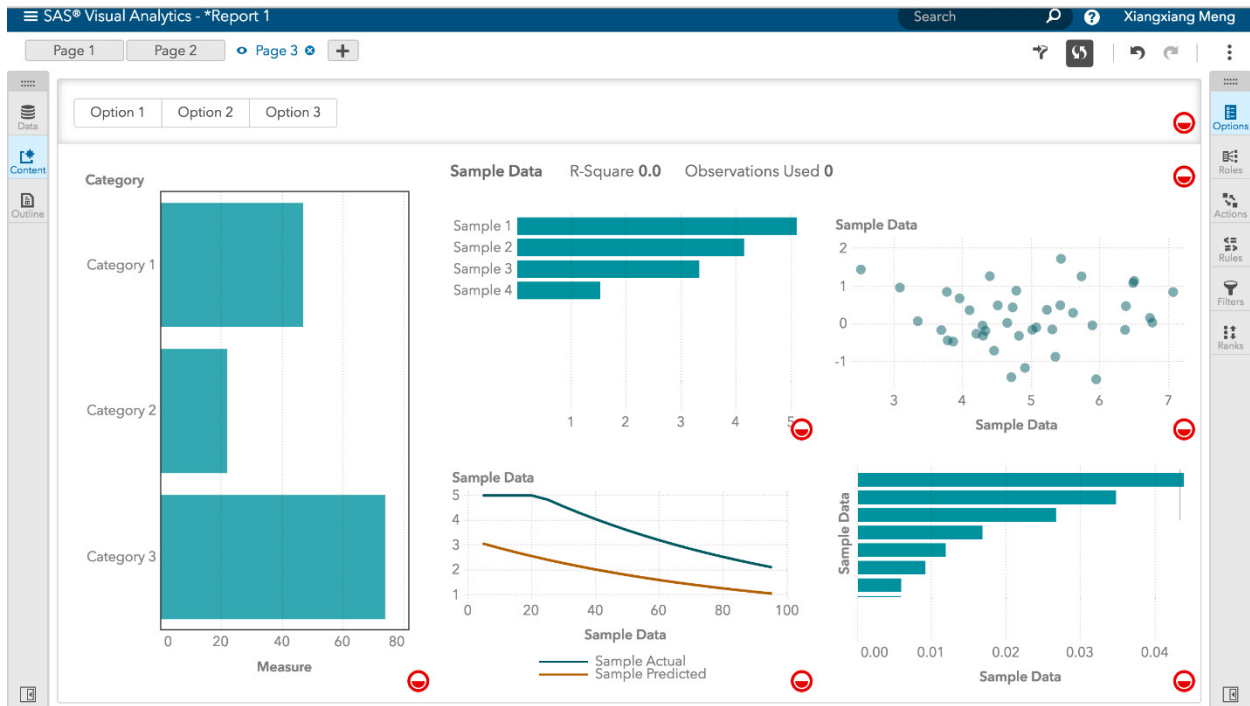 SAS® Visual Analytics - *Report 1
Search
?
Xiangxiang Meng
Page 1
Page 2
Page 3
Data
Content
Outline
Option 1
Option 2
Option 3
Category
Category 1
Category 2
Category 3
0 20 40 60 80
Measure
Sample Data R-Square 0.0 Observations Used 0
Sample 1
Sample 2
Sample 3
Sample 4
1 2 3 4 5
Sample Data
2
1
0
-1
3 4 5 6 7
Sample Data
Sample Data
5
4
3
2
1
0 20 40 60 80 100
Sample Data
Sample Actual
Sample Predicted
Sample Data
0.00 0.01 0.02 0.03 0.04
Sample Data
Options
Roles
Actions
Rules
Filters
Ranks